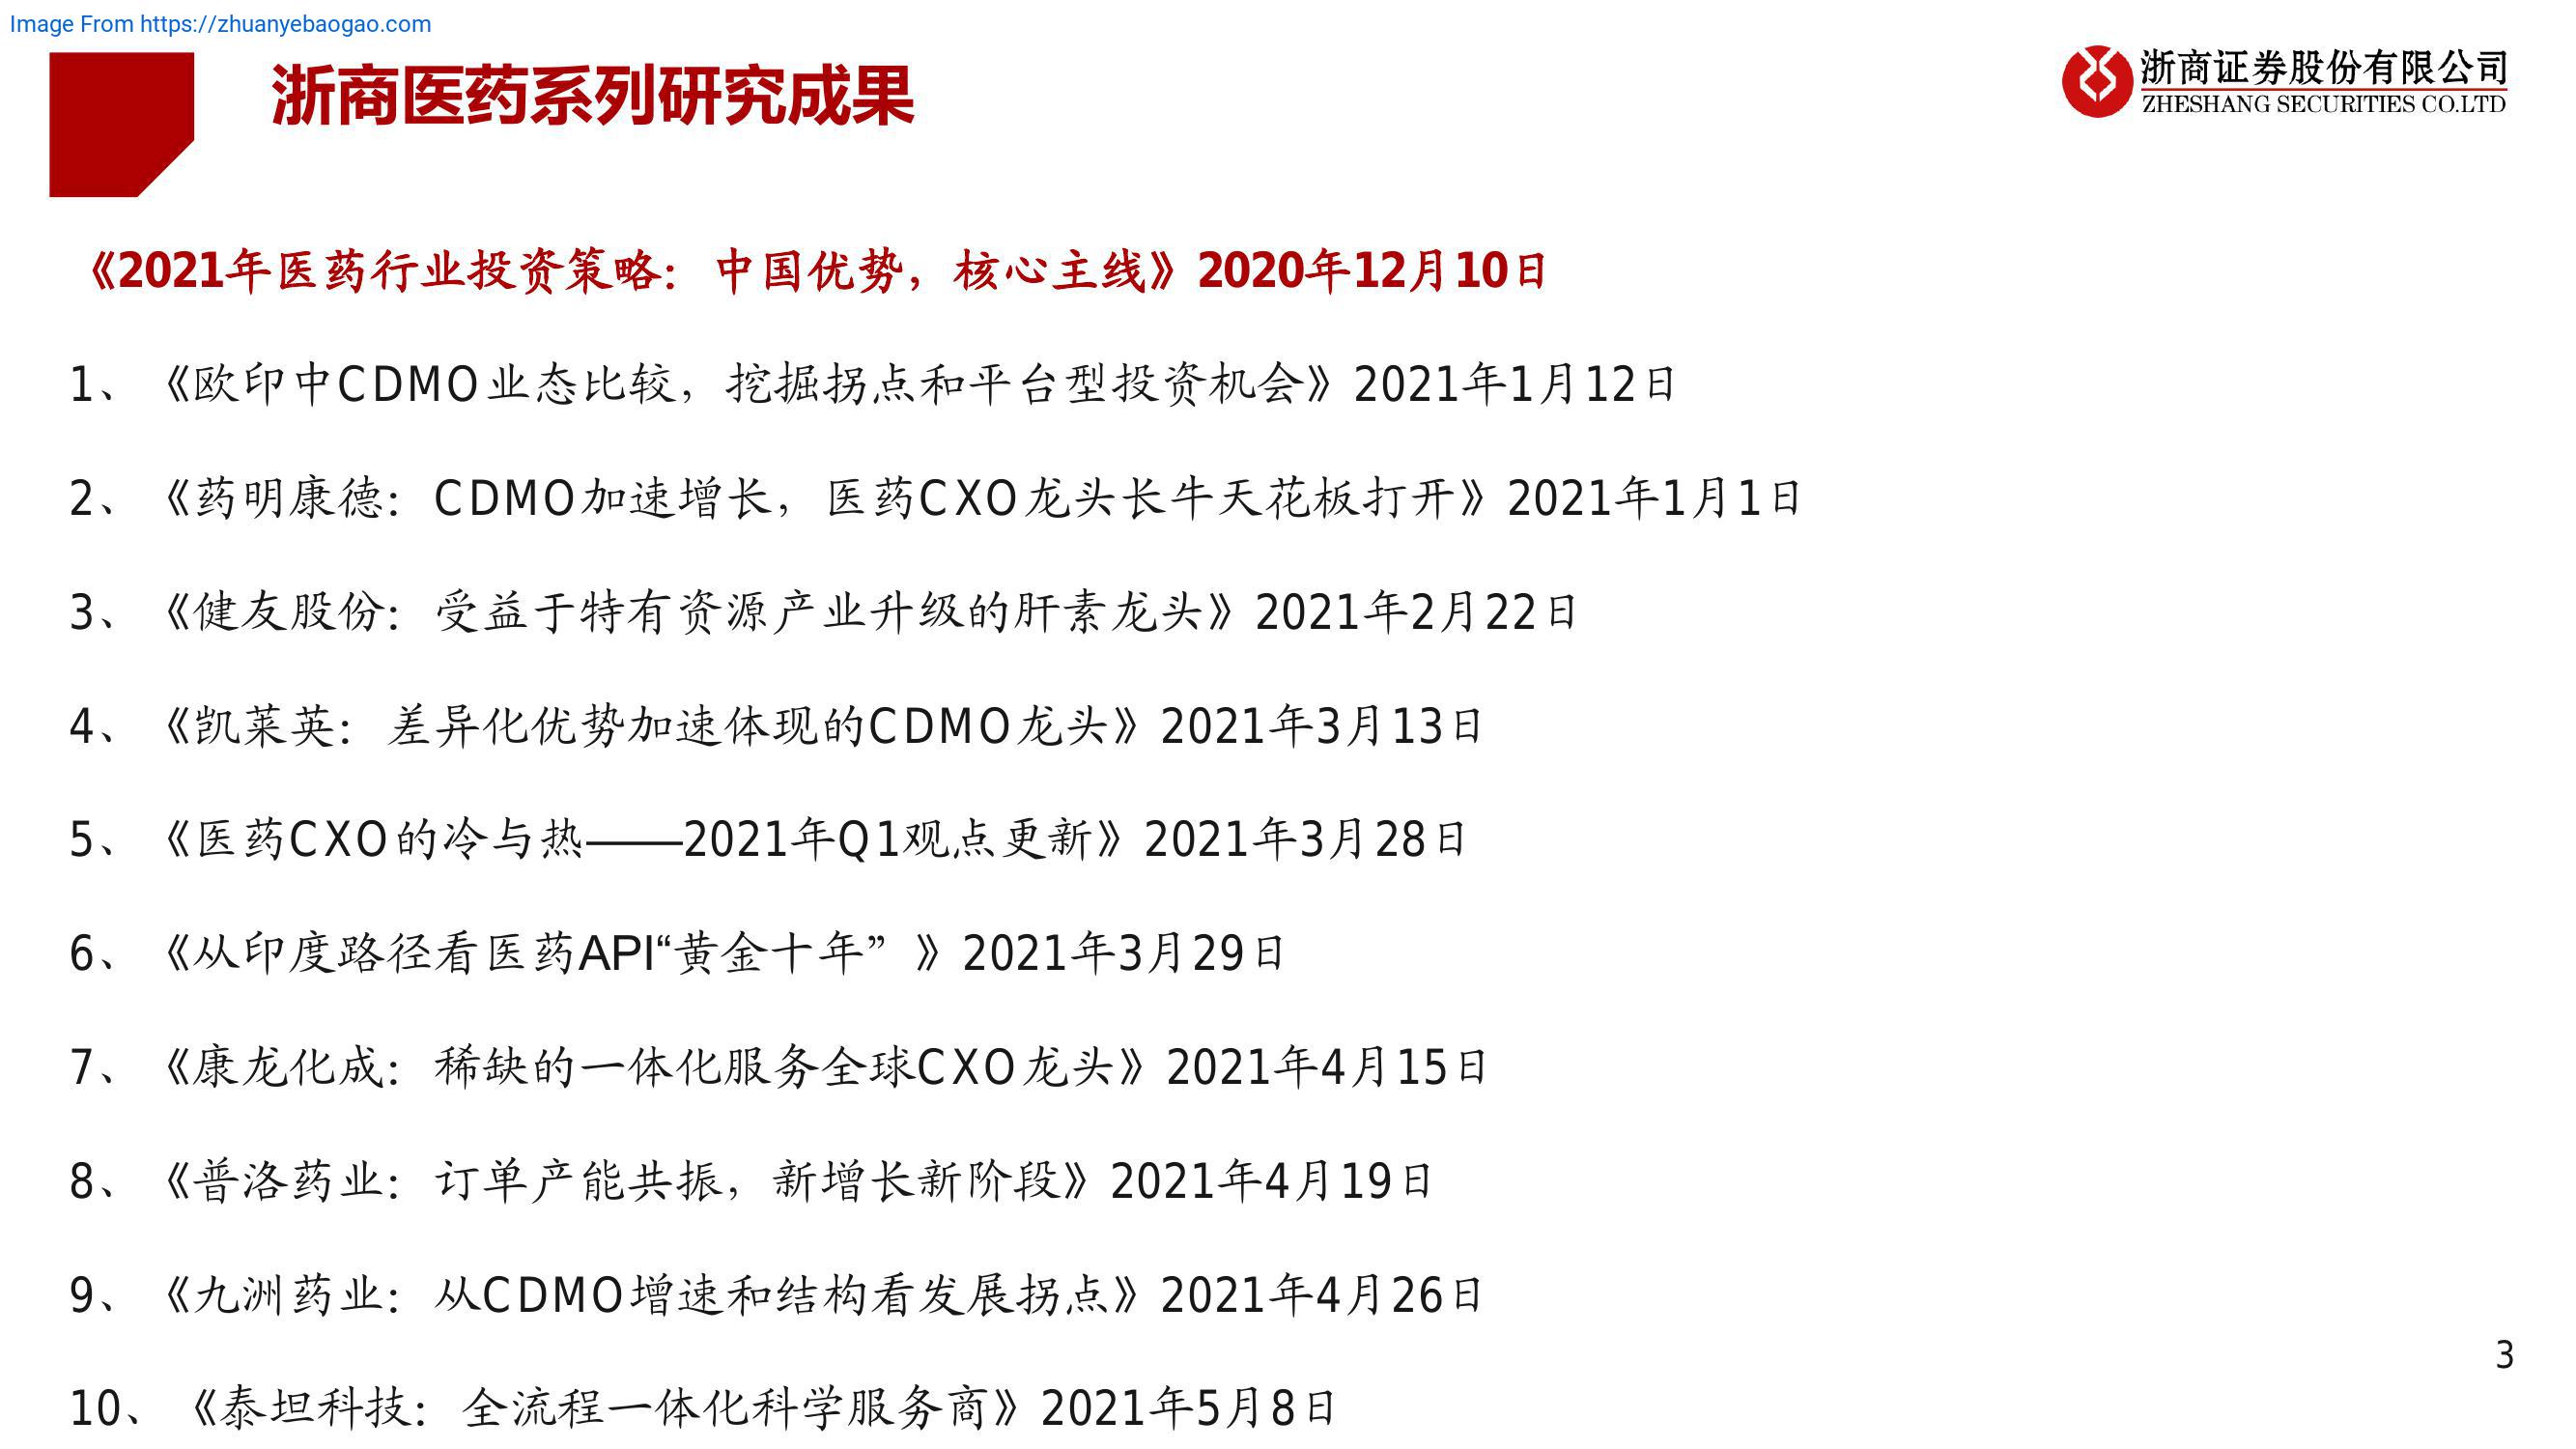 Image From https://zhuanyebaogao.com
浙商医药系列研究成果
浙商证券股份有限公司
ZHESHANG SECURITIES CO.LTD
《2021年医药行业投资策略：中国优势，核心主线》2020年12月10日
1、《欧印中CDMO业态比较，挖掘拐点和平台型投资机会》2021年1月12日
2、《药明康德：CDMO加速增长，医药CXO龙头长牛天花板打开》2021年1月1日
3、《健友股份：受益于特有资源产业升级的肝素龙头》2021年2月22日
4、《凯莱英：差异化优势加速体现的CDMO龙头》2021年3月13日
5、《医药CXO的冷与热——2021年Q1观点更新》2021年3月28日
6、《从印度路径看医药API“黄金十年”》2021年3月29日
7、《康龙化成：稀缺的一体化服务全球CXO龙头》2021年4月15日
8、《普洛药业：订单产能共振，新增长新阶段》2021年4月19日
9、《九洲药业：从CDMO增速和结构看发展拐点》2021年4月26日
10、《泰坦科技：全流程一体化科学服务商》2021年5月8日
3